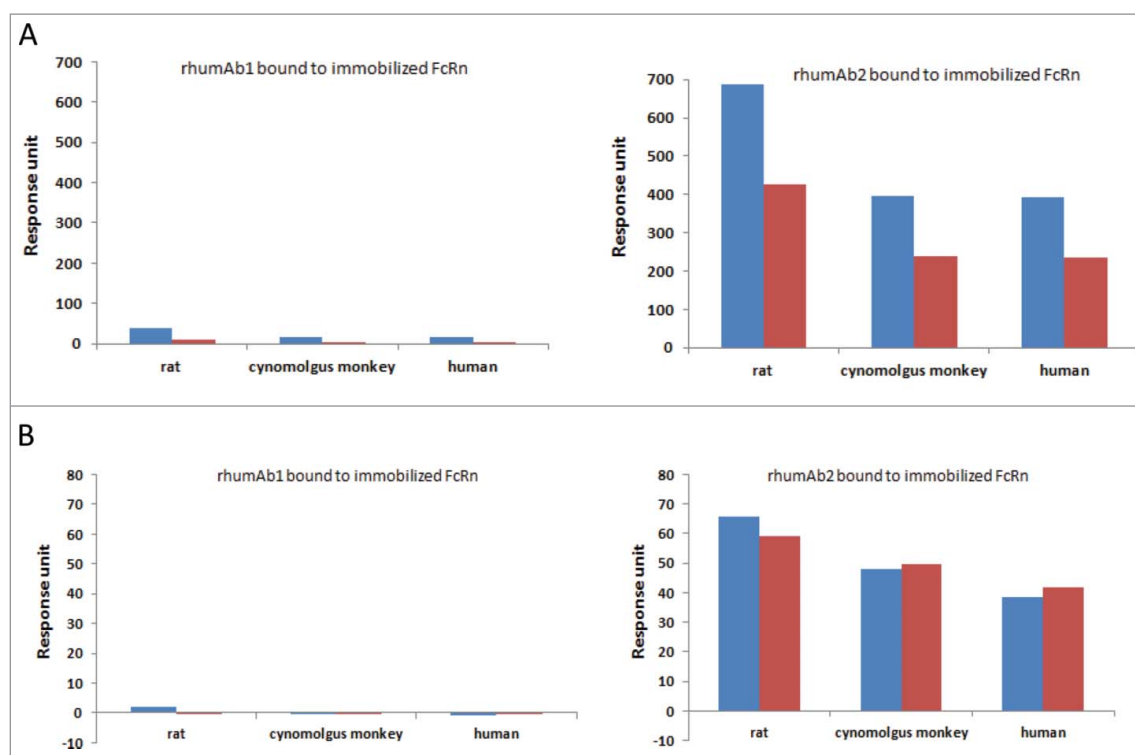 A
rhumAb1 bound to immobilized FcRn
Response unit
700
600
500
400
300
200
100
0
rat cynomolgus monkey human
rhumAb2 bound to immobilized FcRn
Response unit
700
600
500
400
300
200
100
0
rat cynomolgus monkey human
B
rhumAb1 bound to immobilized FcRn
Response unit
80
70
60
50
40
30
20
10
0
-10
rat cynomolgus monkey human
rhumAb2 bound to immobilized FcRn
Response unit
80
70
60
50
40
30
20
10
0
-10
rat cynomolgus monkey human